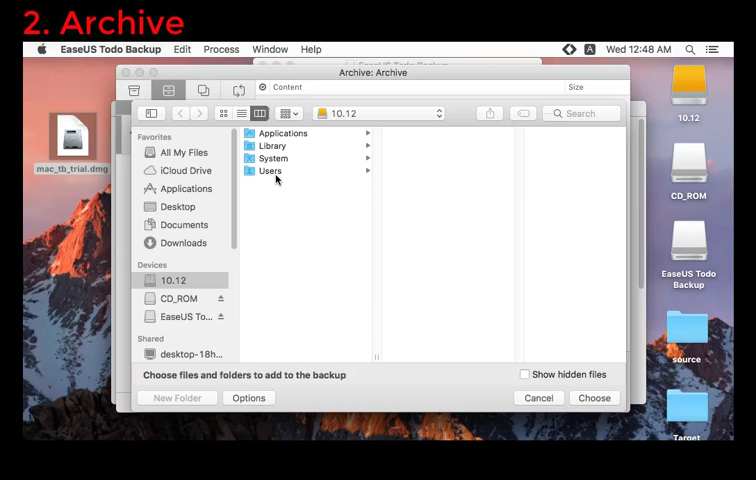 2. Archive
EaseUS Todo Backup Edit Process Window Help
A Wed 12:48 AM
Archive: Archive
Content Size
10.12
Search
Favorites
All My Files
iCloud Drive
Applications
Desktop
Documents
Downloads
Devices
10.12
CD_ROM
EaseUS To...
Shared
desktop-18h...
Applications
Library
System
Users
Choose files and folders to add to the backup
Show hidden files
New Folder
Options
Cancel
Choose
mac_tb_trial.dmg
10.12
CD_ROM
EaseUS Todo
Backup
source
Target